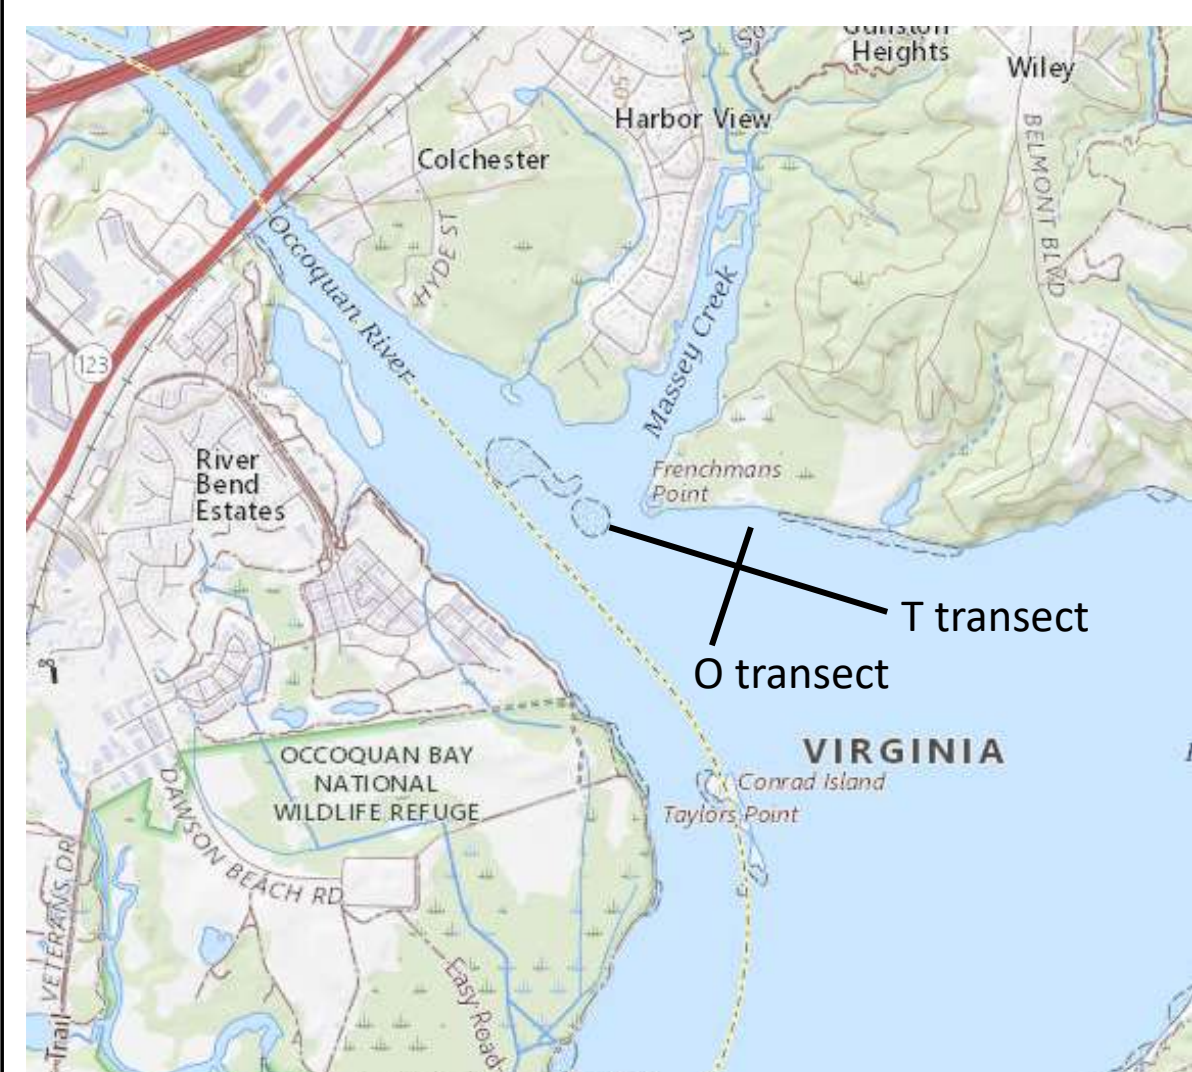 Heights
Wiley
Harbor View
Colchester
BELMONT BLVD
HYDE ST
Occoquan River
Massey Creek
123
River
Bend
Estates
Frenchmans
Point
T transect
O transect
VIRGINIA
OCCOQUAN BAY
NATIONAL
WILDLIFE REFUGE
Conrad Island
Taylors Point
DAWSON BEACH RD
VETERANS DR
Easy Road
Trail